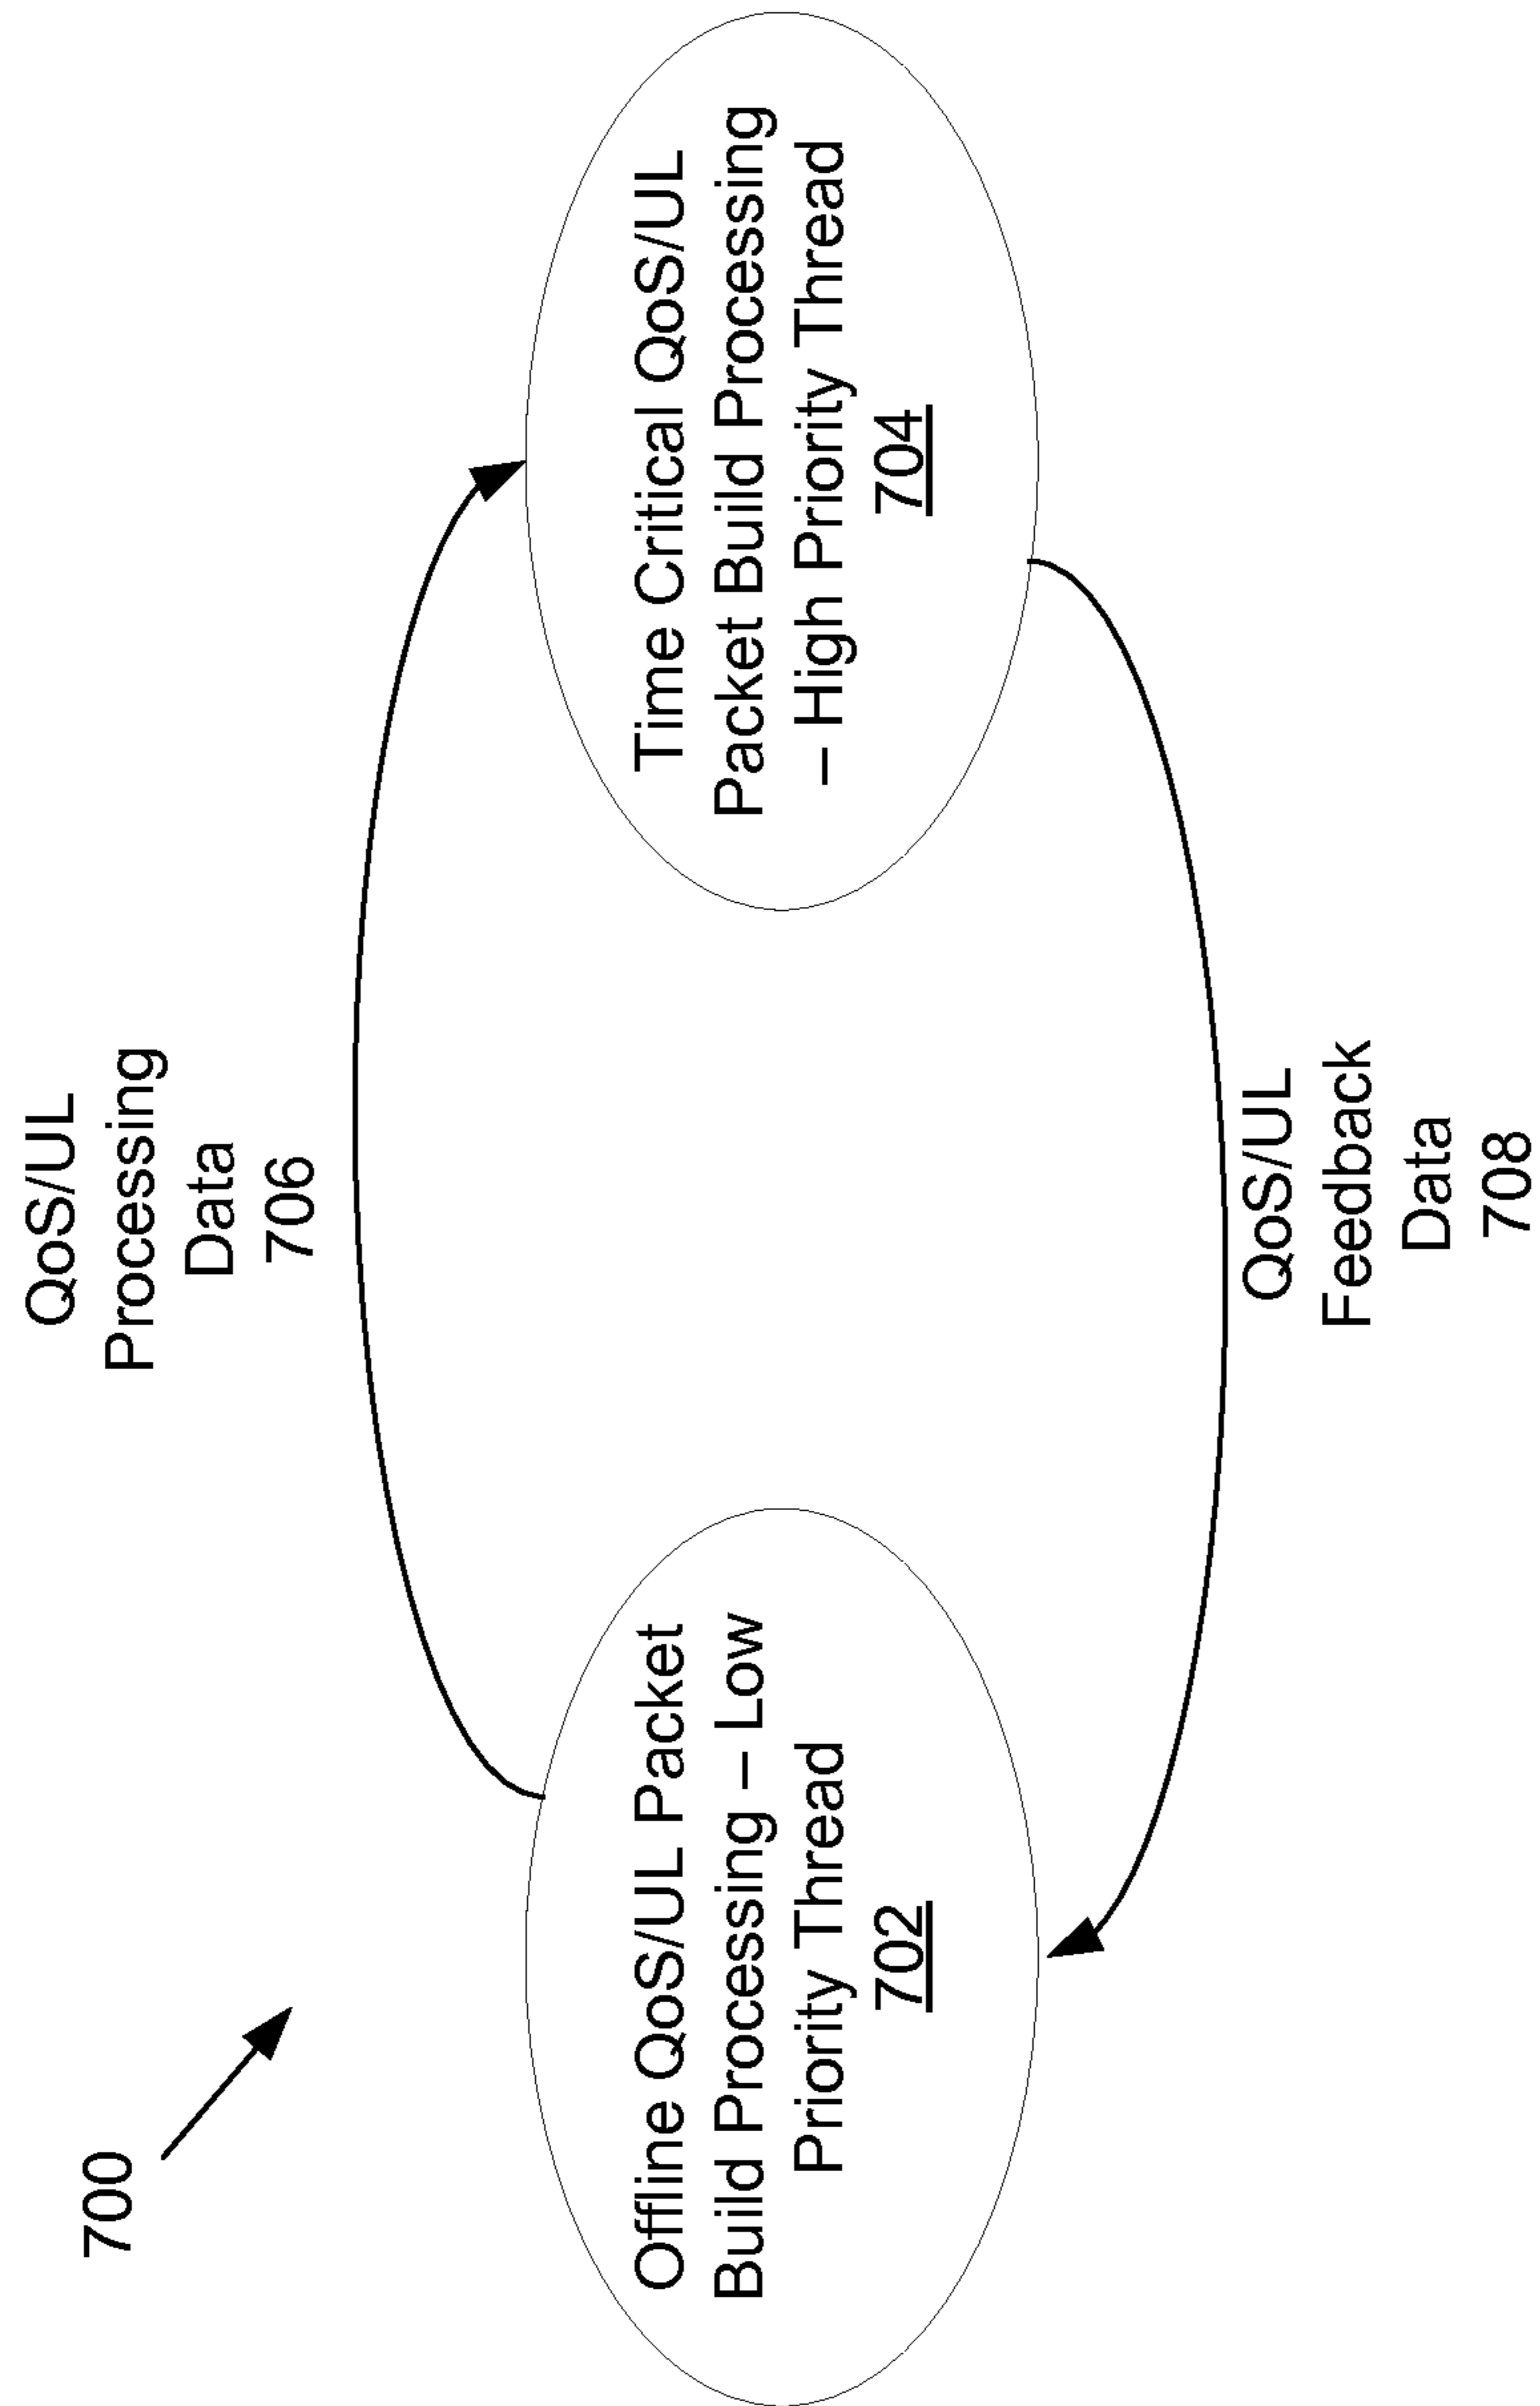 700
QoS/UL
Processing
Data
706
Offline QoS/UL Packet
Build Processing – Low
Priority Thread
702
Time Critical QoS/UL
Packet Build Processing
– High Priority Thread
704
QoS/UL
Feedback
Data
708